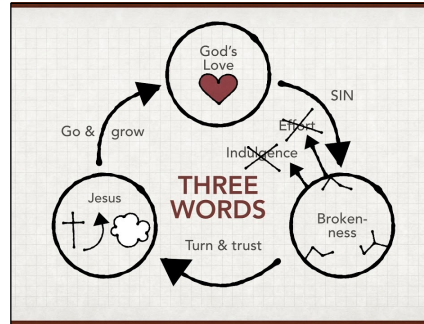 God's
Love
SIN
Go & grow
Effort
Indulgence
THREE
WORDS
Jesus
Broken-
ness
Turn & trust